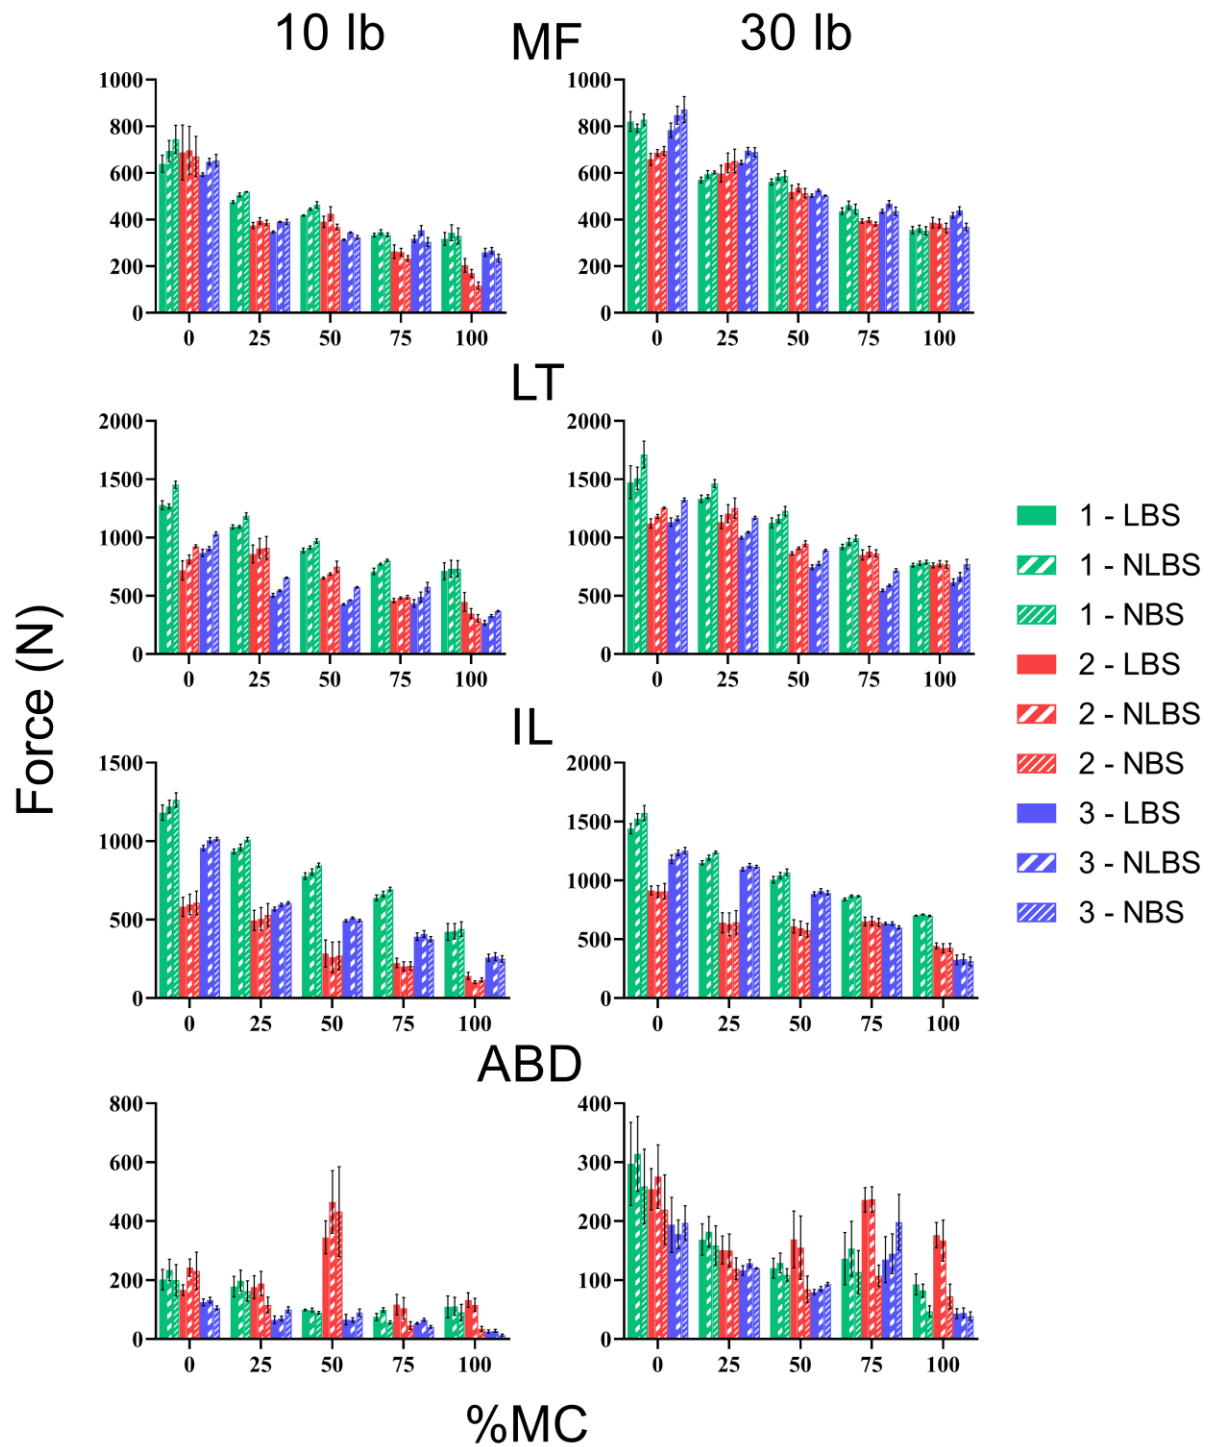 10 lb 30 lb
MF
1000 1000
800 800
600 600
400 400
200 200
0 0
0 25 50 75 100 0 25 50 75 100
LT
2000 2000
1500 1500
1000 1000
500 500
0 0
0 25 50 75 100 0 25 50 75 100
IL
1500 2000
1000 1500
500 1000
0 500
0
0 25 50 75 100 0 25 50 75 100
ABD
800 400
600 300
400 200
200 100
0 0
0 25 50 75 100 0 25 50 75 100
%MC
Force (N)
1 - LBS
1 - NLBS
1 - NBS
2 - LBS
2 - NLBS
2 - NBS
3 - LBS
3 - NLBS
3 - NBS